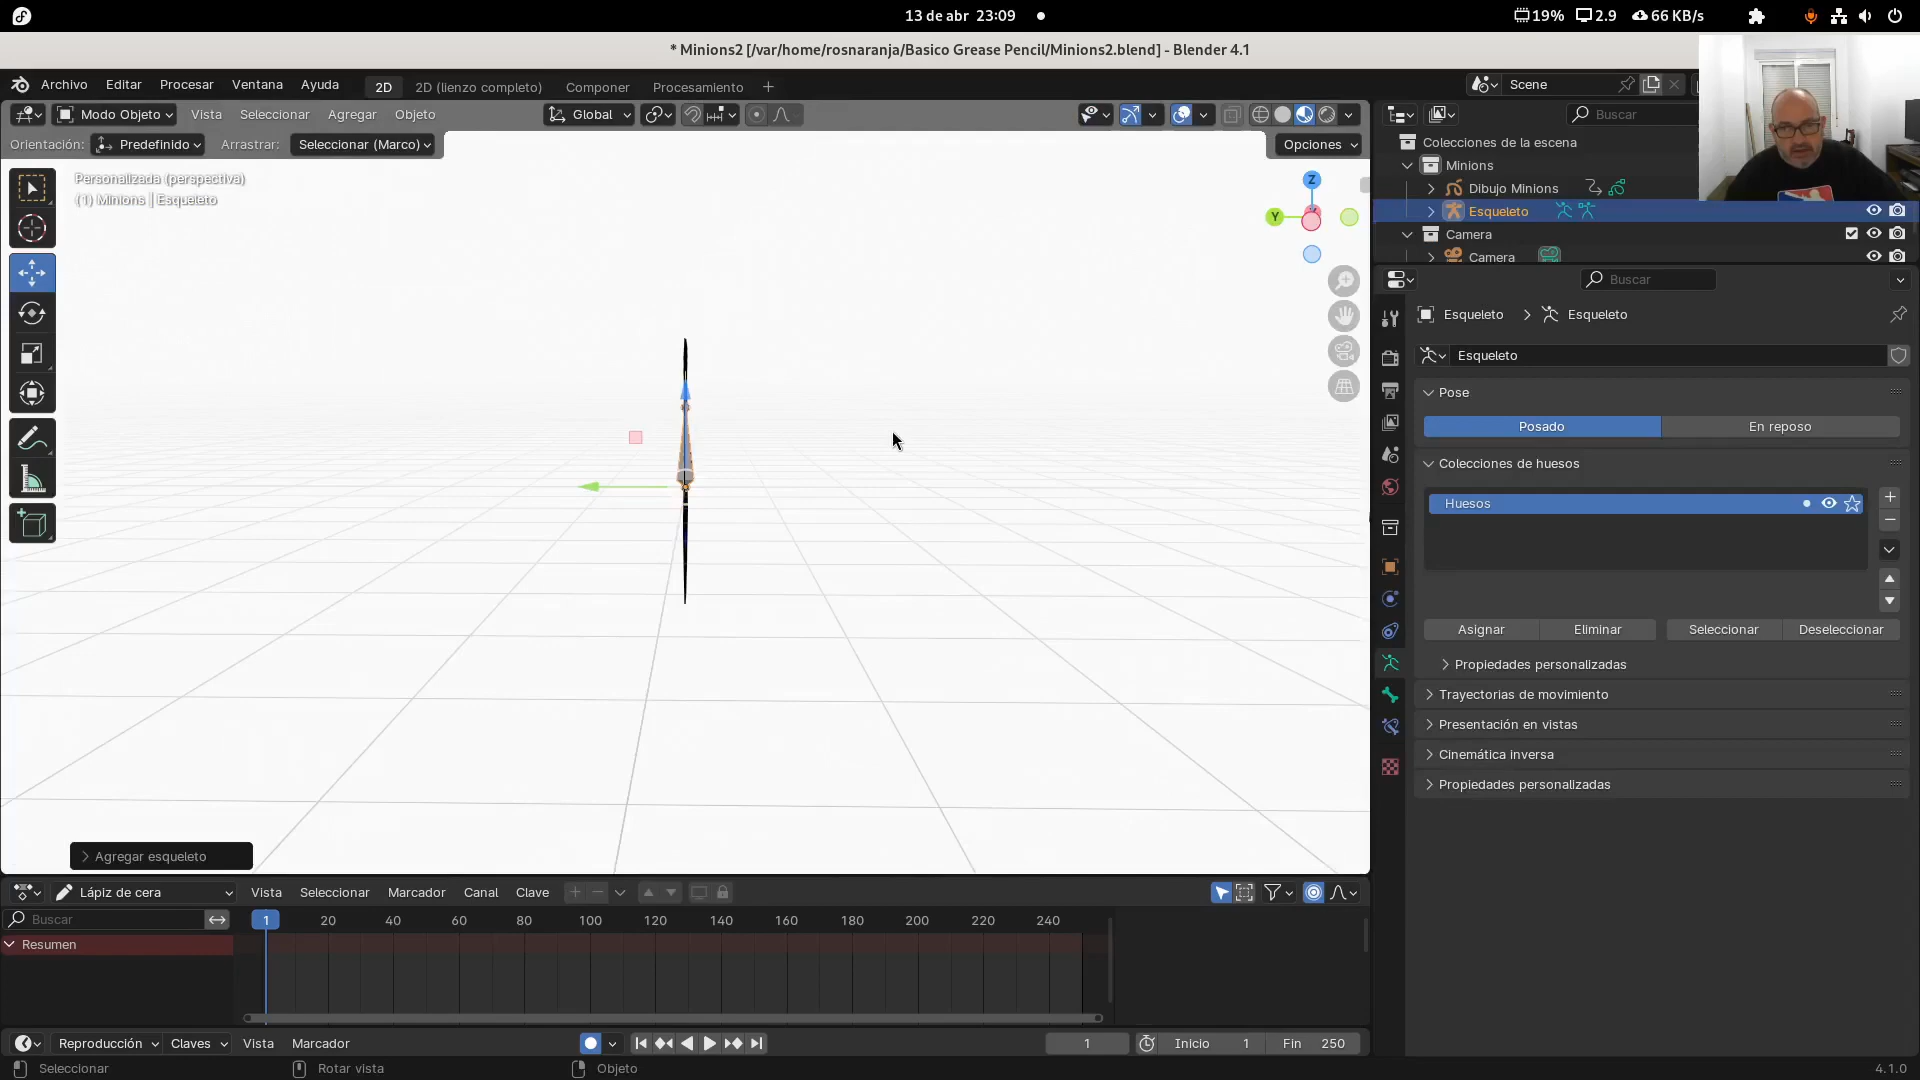 13 de abr 23:09
19%
2.9
66 KB/s
* Minions2 [/var/home/rosnaranja/Basico Grease Pencil/Minions2.blend] - Blender 4.1
Archivo Editar Procesar Ventana Ayuda
2D
2D (lienzo completo)
Componer
Procesamiento
+
Scene
Modo Objeto
Vista Seleccionar Agregar Objeto
Global
Buscar
Orientación: Predefinido
Arrastrar: Seleccionar (Marco)
Opciones
Personalizada (perspectiva)
(1) Minions | Esqueleto
Z
Y
Colecciones de la escena
Minions
Dibujo Minions
Esqueleto
Camera
Camera
Buscar
Esqueleto > Esqueleto
Esqueleto
Pose
Posado
En reposo
Colecciones de huesos
Huesos
Asignar
Eliminar
Seleccionar
Deseleccionar
Propiedades personalizadas
Trayectorias de movimiento
Presentación en vistas
Cinemática inversa
Propiedades personalizadas
Agregar esqueleto
Lápiz de cera
Vista Seleccionar Marcador Canal Clave
Buscar
1 20 40 60 80 100 120 140 160 180 200 220 240
Resumen
Reproducción
Claves
Vista
Marcador
1
Inicio 1
Fin 250
Seleccionar
Rotar vista
Objeto
4.1.0